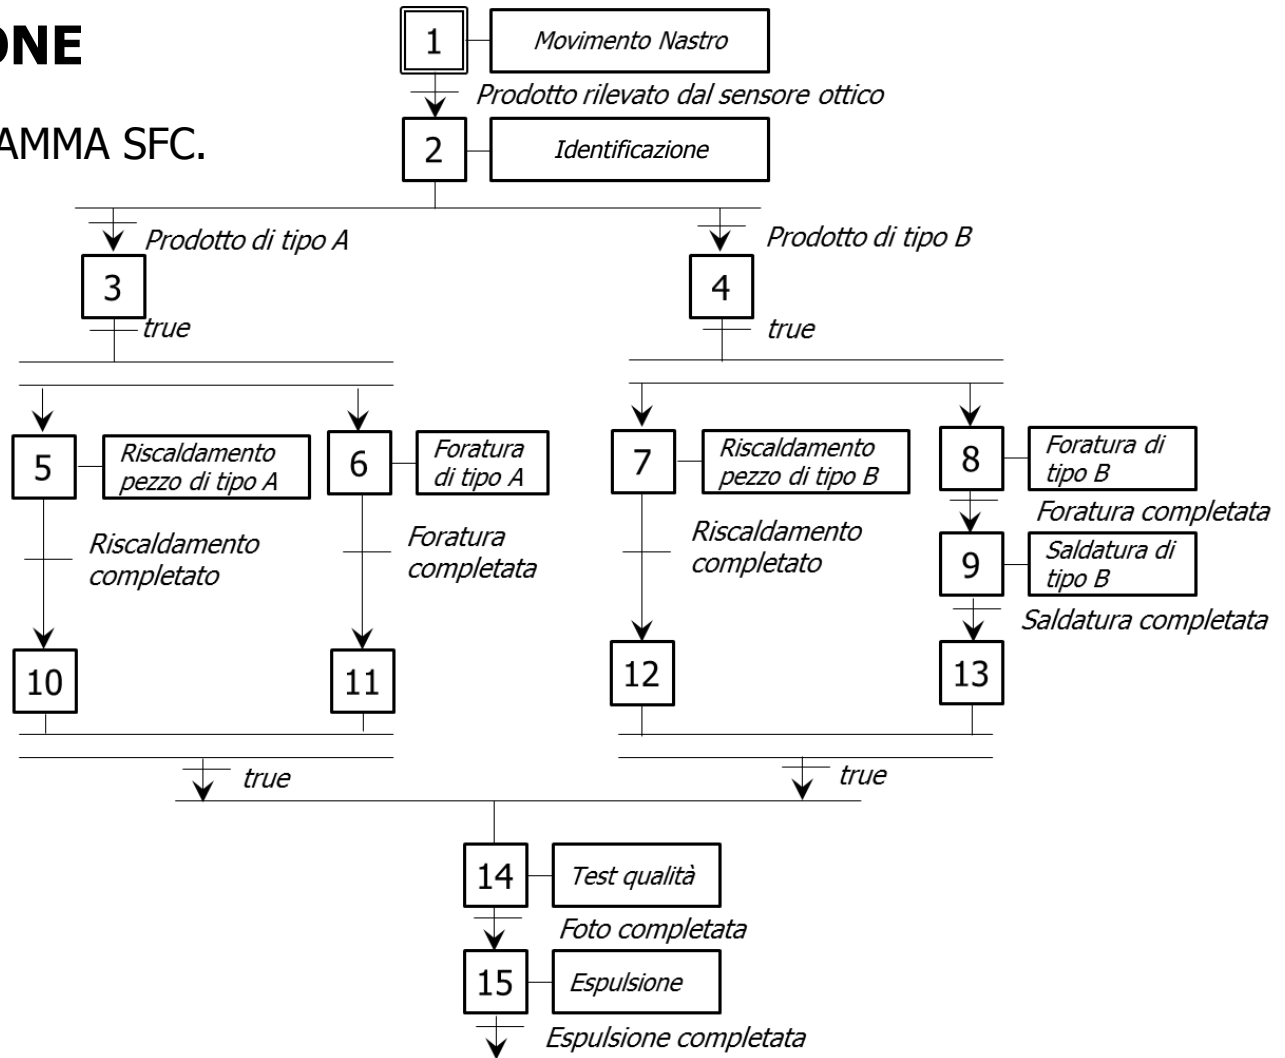 ONE
AMMA SFC.
1
Movimento Nastro
Prodotto rilevato dal sensore ottico
2
Identificazione
Prodotto di tipo A
Prodotto di tipo B
3
4
true
true
5
Riscaldamento
pezzo di tipo A
6
Foratura
di tipo A
7
Riscaldamento
pezzo di tipo B
8
Foratura di
tipo B
Riscaldamento
completato
Foratura
completata
Riscaldamento
completato
Foratura completata
9
Saldatura di
tipo B
Saldatura completata
10
11
12
13
true
true
14
Test qualità
Foto completata
15
Espulsione
Espulsione completata